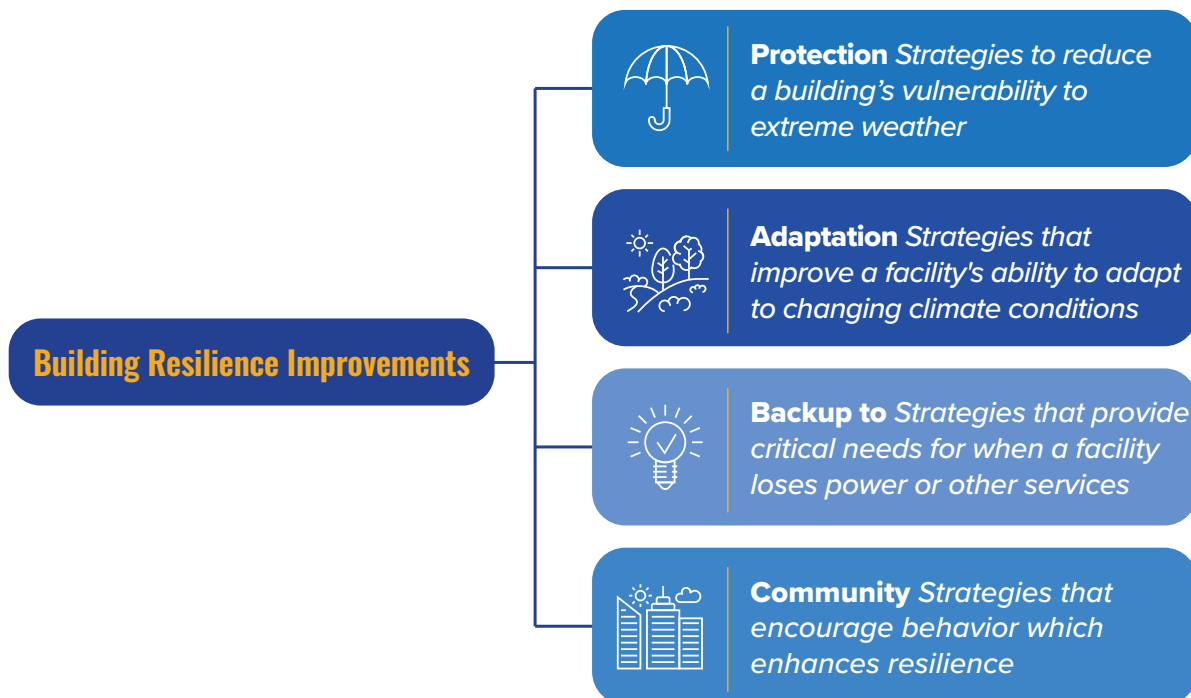 Building Resilience Improvements
Protection Strategies to reduce
a building’s vulnerability to
extreme weather
Adaptation Strategies that
improve a facility's ability to adapt
to changing climate conditions
Backup to Strategies that provide
critical needs for when a facility
loses power or other services
Community Strategies that
encourage behavior which
enhances resilience